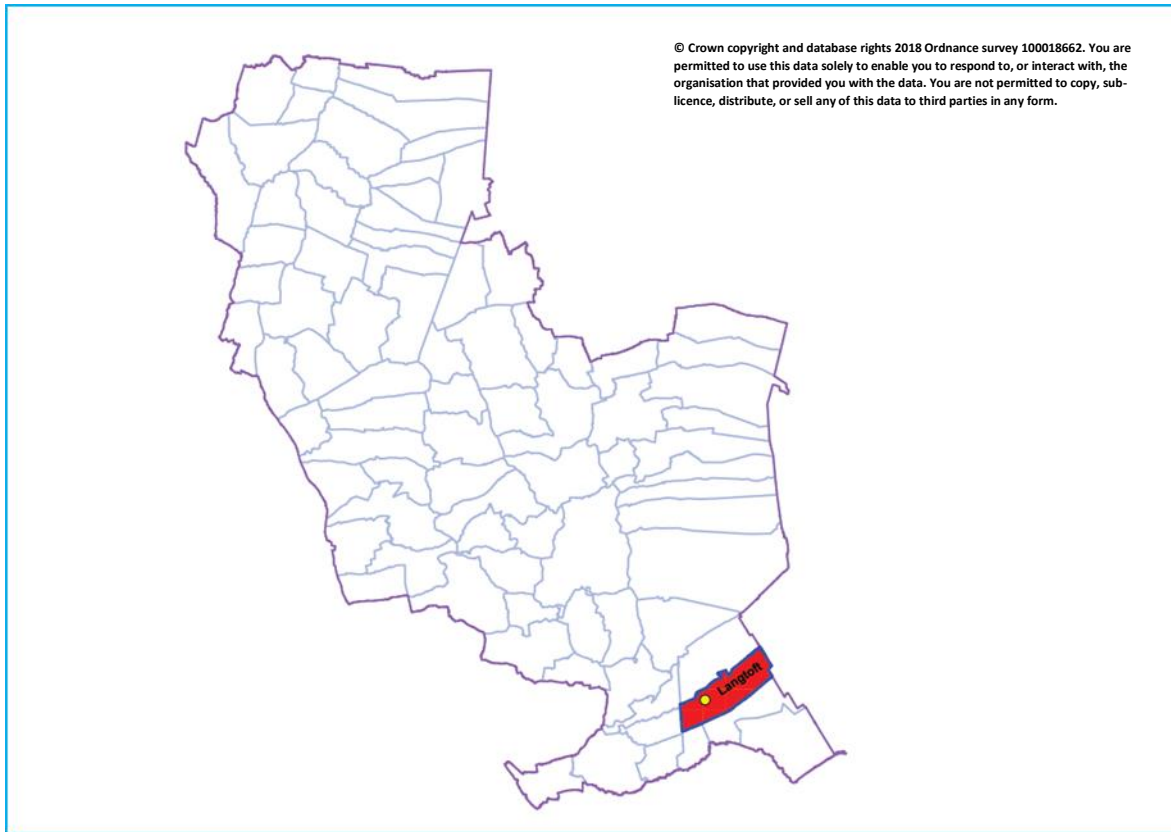 © Crown copyright and database rights 2018 Ordnance survey 100018662. You are
permitted to use this data solely to enable you to respond to, or interact with, the
organisation that provided you with the data. You are not permitted to copy, sub-
licence, distribute, or sell any of this data to third parties in any form.
Langtoft